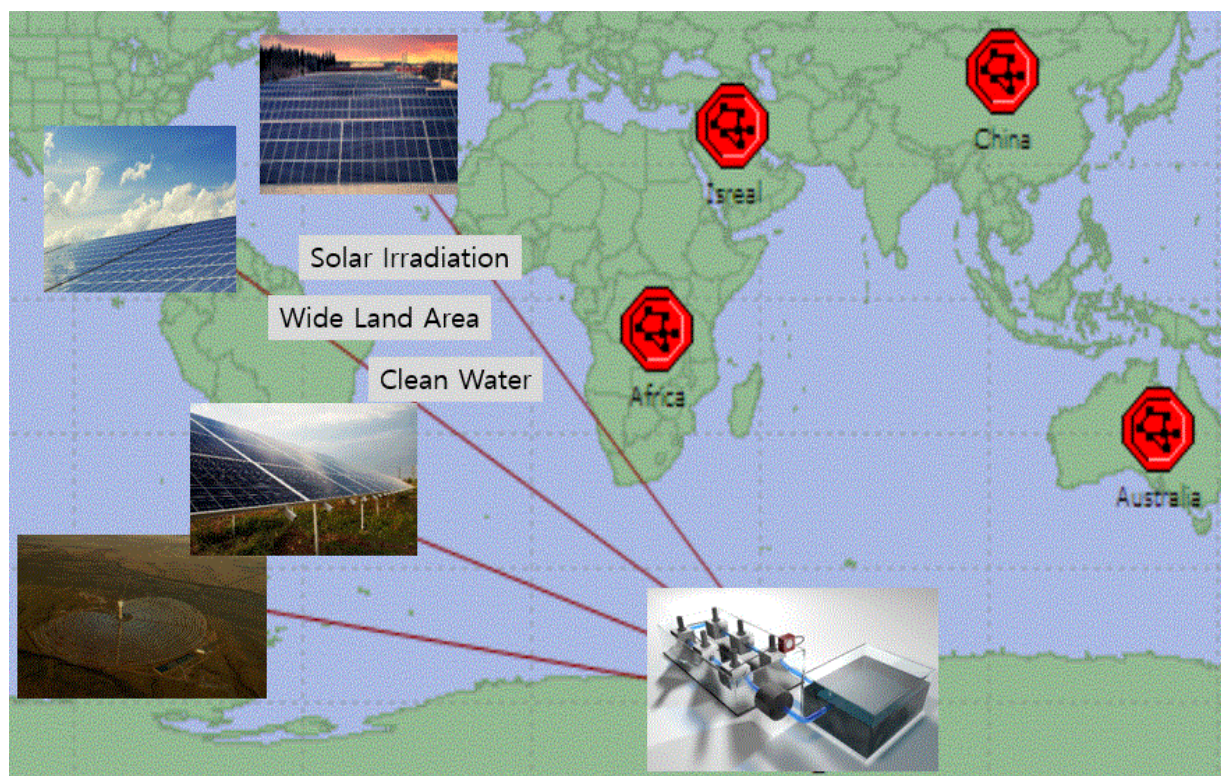 China
Isreal
Solar Irradiation
Wide Land Area
Clean Water
Africa
Australia